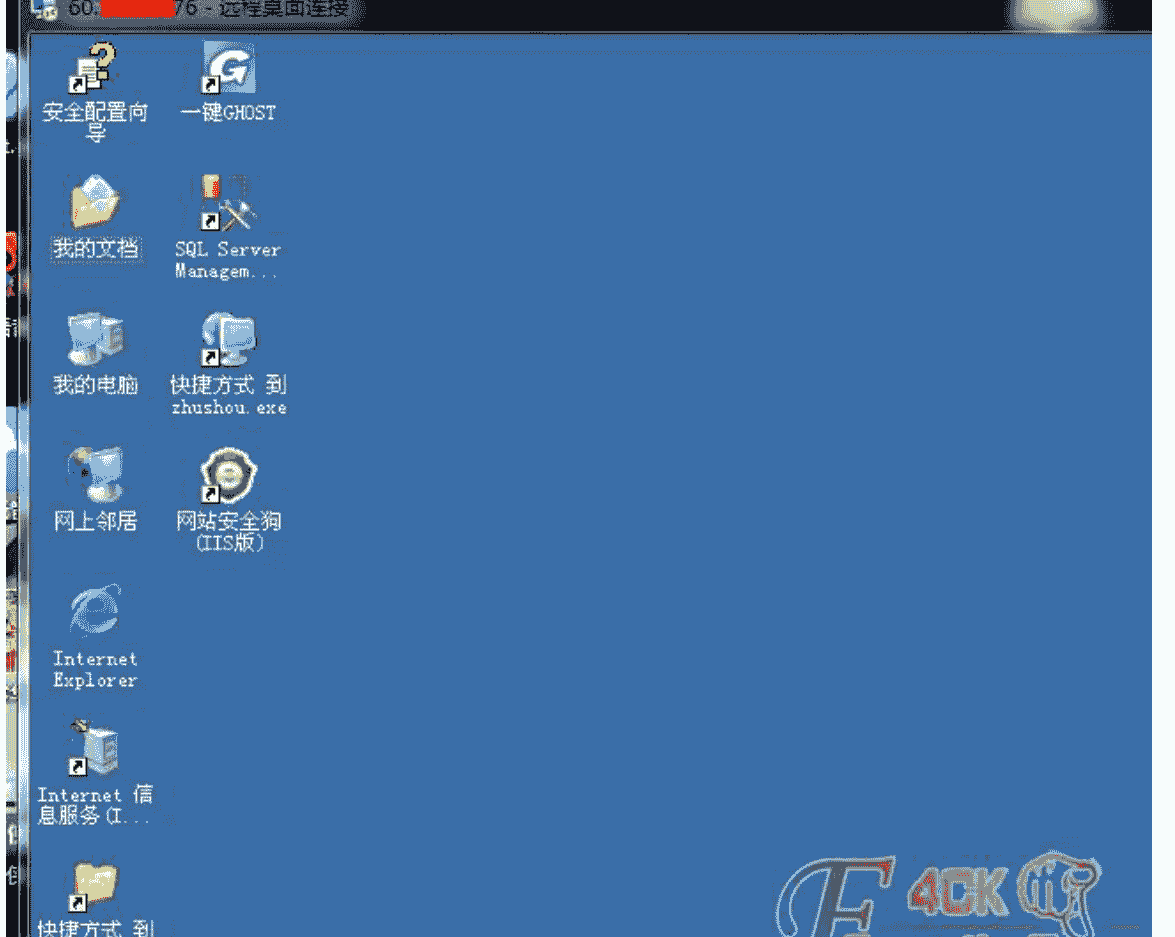 60. 76 - 远程桌面连接
安全配置向
导
一键GHOST
我的文档
SQL Server
Managem...
我的电脑
快捷方式 到
zhushou.exe
网上邻居
网站安全狗
(IIS版)
Internet
Explorer
Internet 信
息服务(I...
快捷方式 到
F4CK